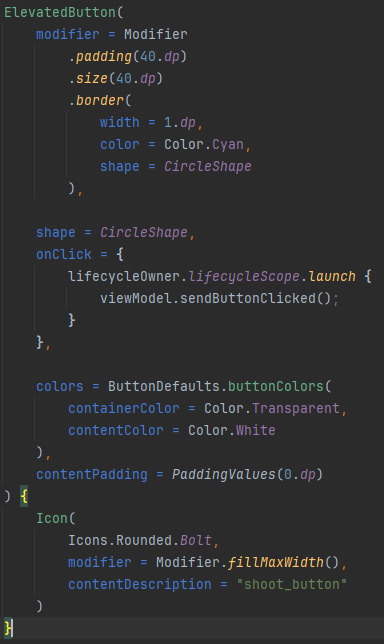 ElevatedButton(
    modifier = Modifier
        .padding(40.dp)
        .size(40.dp)
        .border(
            width = 1.dp,
            color = Color.Cyan,
            shape = CircleShape
        ),

    shape = CircleShape,
    onClick = {
        lifecycleOwner.lifecycleScope.launch {
            viewModel.sendButtonClicked();
        }
    },

    colors = ButtonDefaults.buttonColors(
        containerColor = Color.Transparent,
        contentColor = Color.White
    ),
    contentPadding = PaddingValues(0.dp)
) {
    Icon(
        Icons.Rounded.Bolt,
        modifier = Modifier.fillMaxWidth(),
        contentDescription = "shoot_button"
    )
}